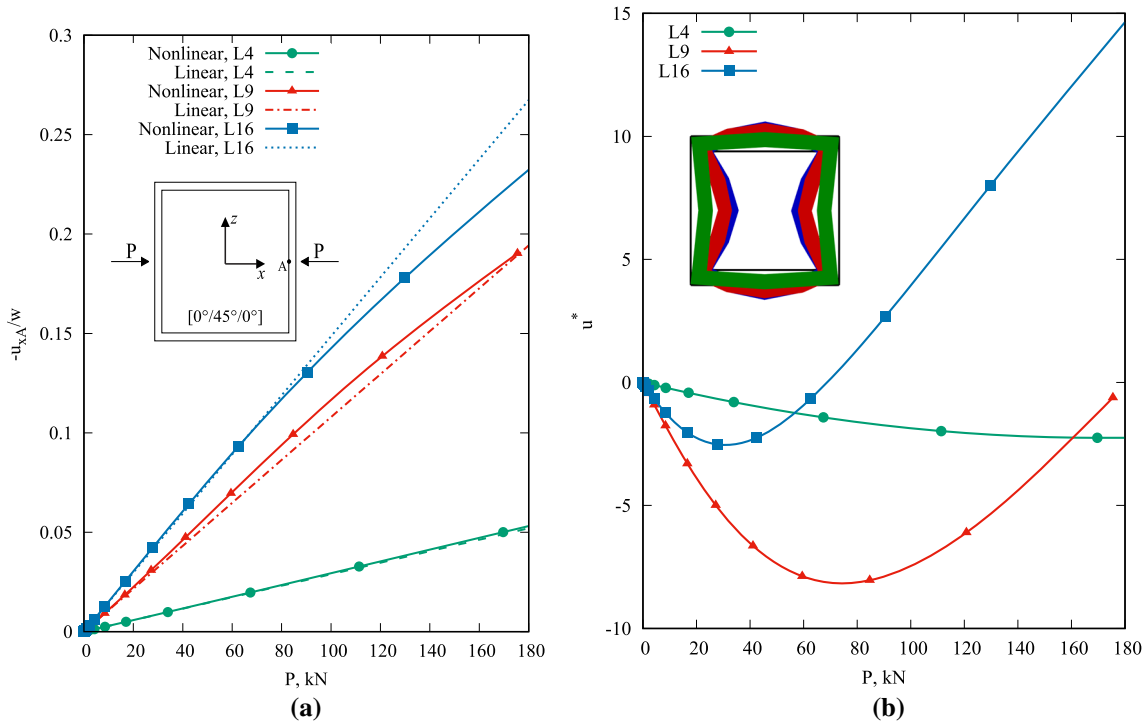 0.3
0.25
0.2
0.15
0.1
0.05
0
-u_xA/w
Nonlinear, L4
Linear, L4
Nonlinear, L9
Linear, L9
Nonlinear, L16
Linear, L16
z
P
P
A
x
[0°/45°/0°]
0 20 40 60 80 100 120 140 160 180
P, kN
(a)
15
10
5
0
-5
-10
u*
L4
L9
L16
0 20 40 60 80 100 120 140 160 180
P, kN
(b)